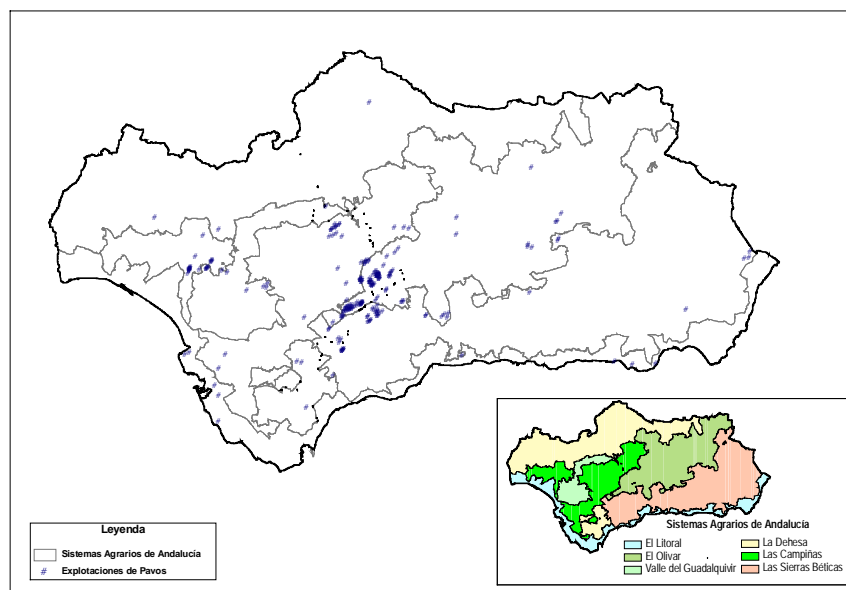 Leyenda
Sistemas Agrarios de Andalucía
# Explotaciones de Pavos
Sistemas Agrarios de Andalucía
El Litoral
El Olivar
Valle del Guadalquivir
La Dehesa
Las Campiñas
Las Sierras Béticas